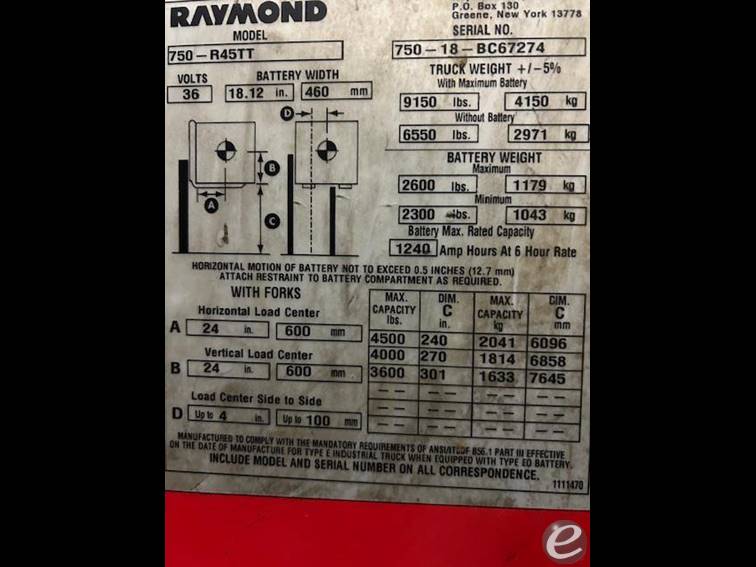 RAYMOND
P.O. Box 130
Greene, New York 13778
MODEL
SERIAL NO.
750-R45TT
750-18-BC67274
VOLTS BATTERY WIDTH
36 18.12 in. 460 mm
TRUCK WEIGHT +/-5%
With Maximum Battery
9150 lbs. 4150 kg
Without Battery
6550 lbs. 2971 kg
D
B
A
C
BATTERY WEIGHT
Maximum
2600 lbs. 1179 kg
Minimum
2300 lbs. 1043 kg
Battery Max. Rated Capacity
1240 Amp Hours At 6 Hour Rate
HORIZONTAL MOTION OF BATTERY NOT TO EXCEED 0.5 INCHES (12.7 mm)
ATTACH RESTRAINT TO BATTERY COMPARTMENT AS REQUIRED.
WITH FORKS
Horizontal Load Center
A 24 in. 600 mm
Vertical Load Center
B 24 in. 600 mm
Load Center Side to Side
D Up to 4 in. Up to 100 mm
MAX. DIM. MAX. DIM.
CAPACITY C CAPACITY C
lbs. in. kg mm
4500 240 2041 6096
4000 270 1814 6858
3600 301 1633 7645
-- -- -- --
-- -- -- --
-- -- -- --
MANUFACTURED TO COMPLY WITH THE MANDATORY REQUIREMENTS OF B56.1 PART III EFFECTIVE
ON THE DATE OF MANUFACTURE FOR TYPE E INDUSTRIAL TRUCK WHEN EQUIPPED WITH TYPE EO BATTERY.
INCLUDE MODEL AND SERIAL NUMBER ON ALL CORRESPONDENCE.
1111470
e